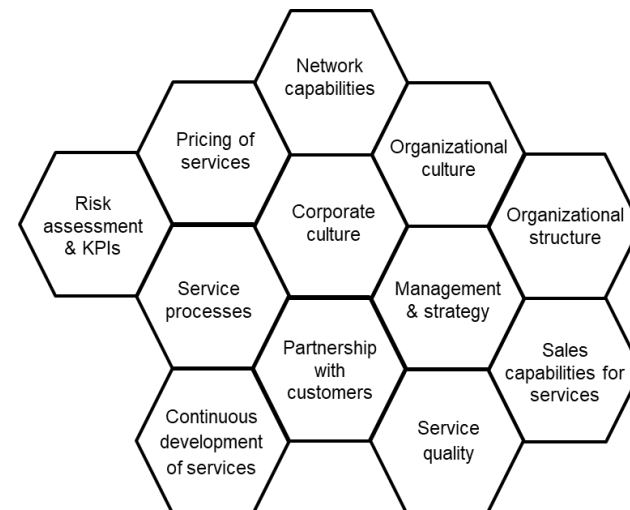 Network
capabilities
Pricing of
services
Organizational
culture
Risk
assessment
& KPIs
Corporate
culture
Organizational
structure
Service
processes
Management
& strategy
Partnership
with
customers
Sales
capabilities for
services
Continuous
development
of services
Service
quality